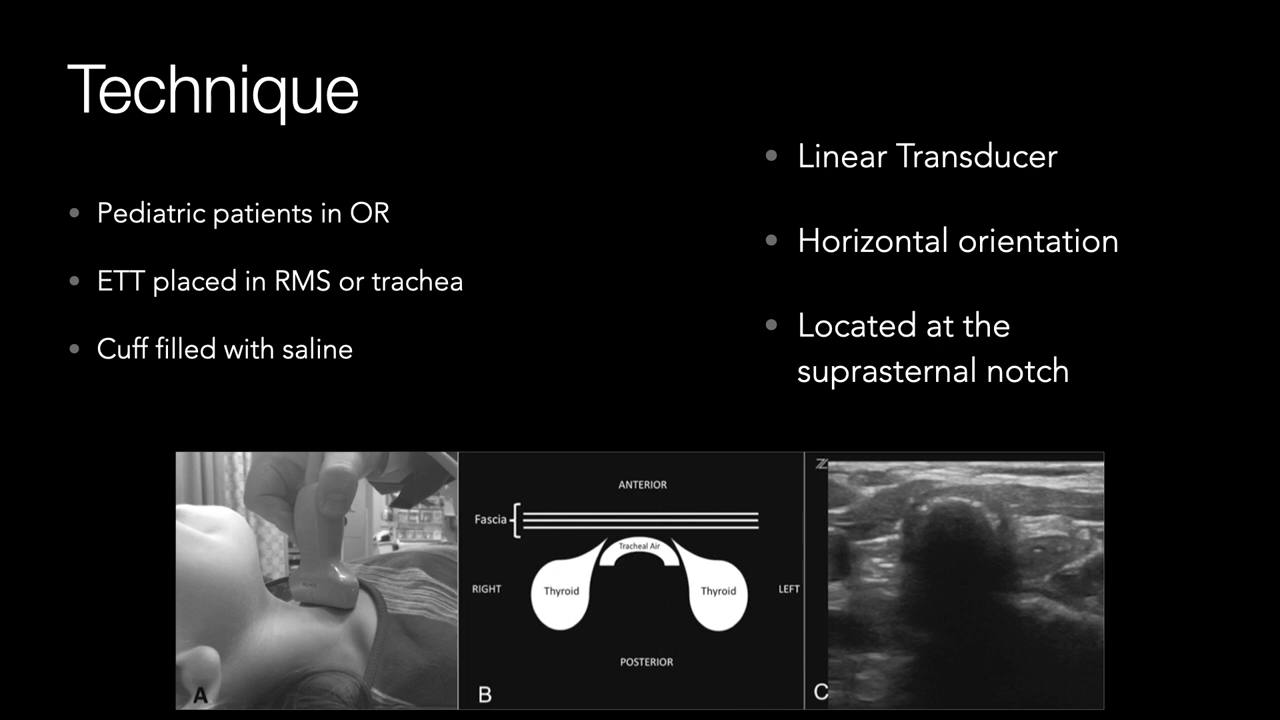 Technique
Pediatric patients in OR
ETT placed in RMS or trachea
Cuff filled with saline
Linear Transducer
Horizontal orientation
Located at the
suprasternal notch
A
ANTERIOR
Fascia
Tracheal Air
RIGHT
Thyroid
Thyroid
LEFT
POSTERIOR
B
C